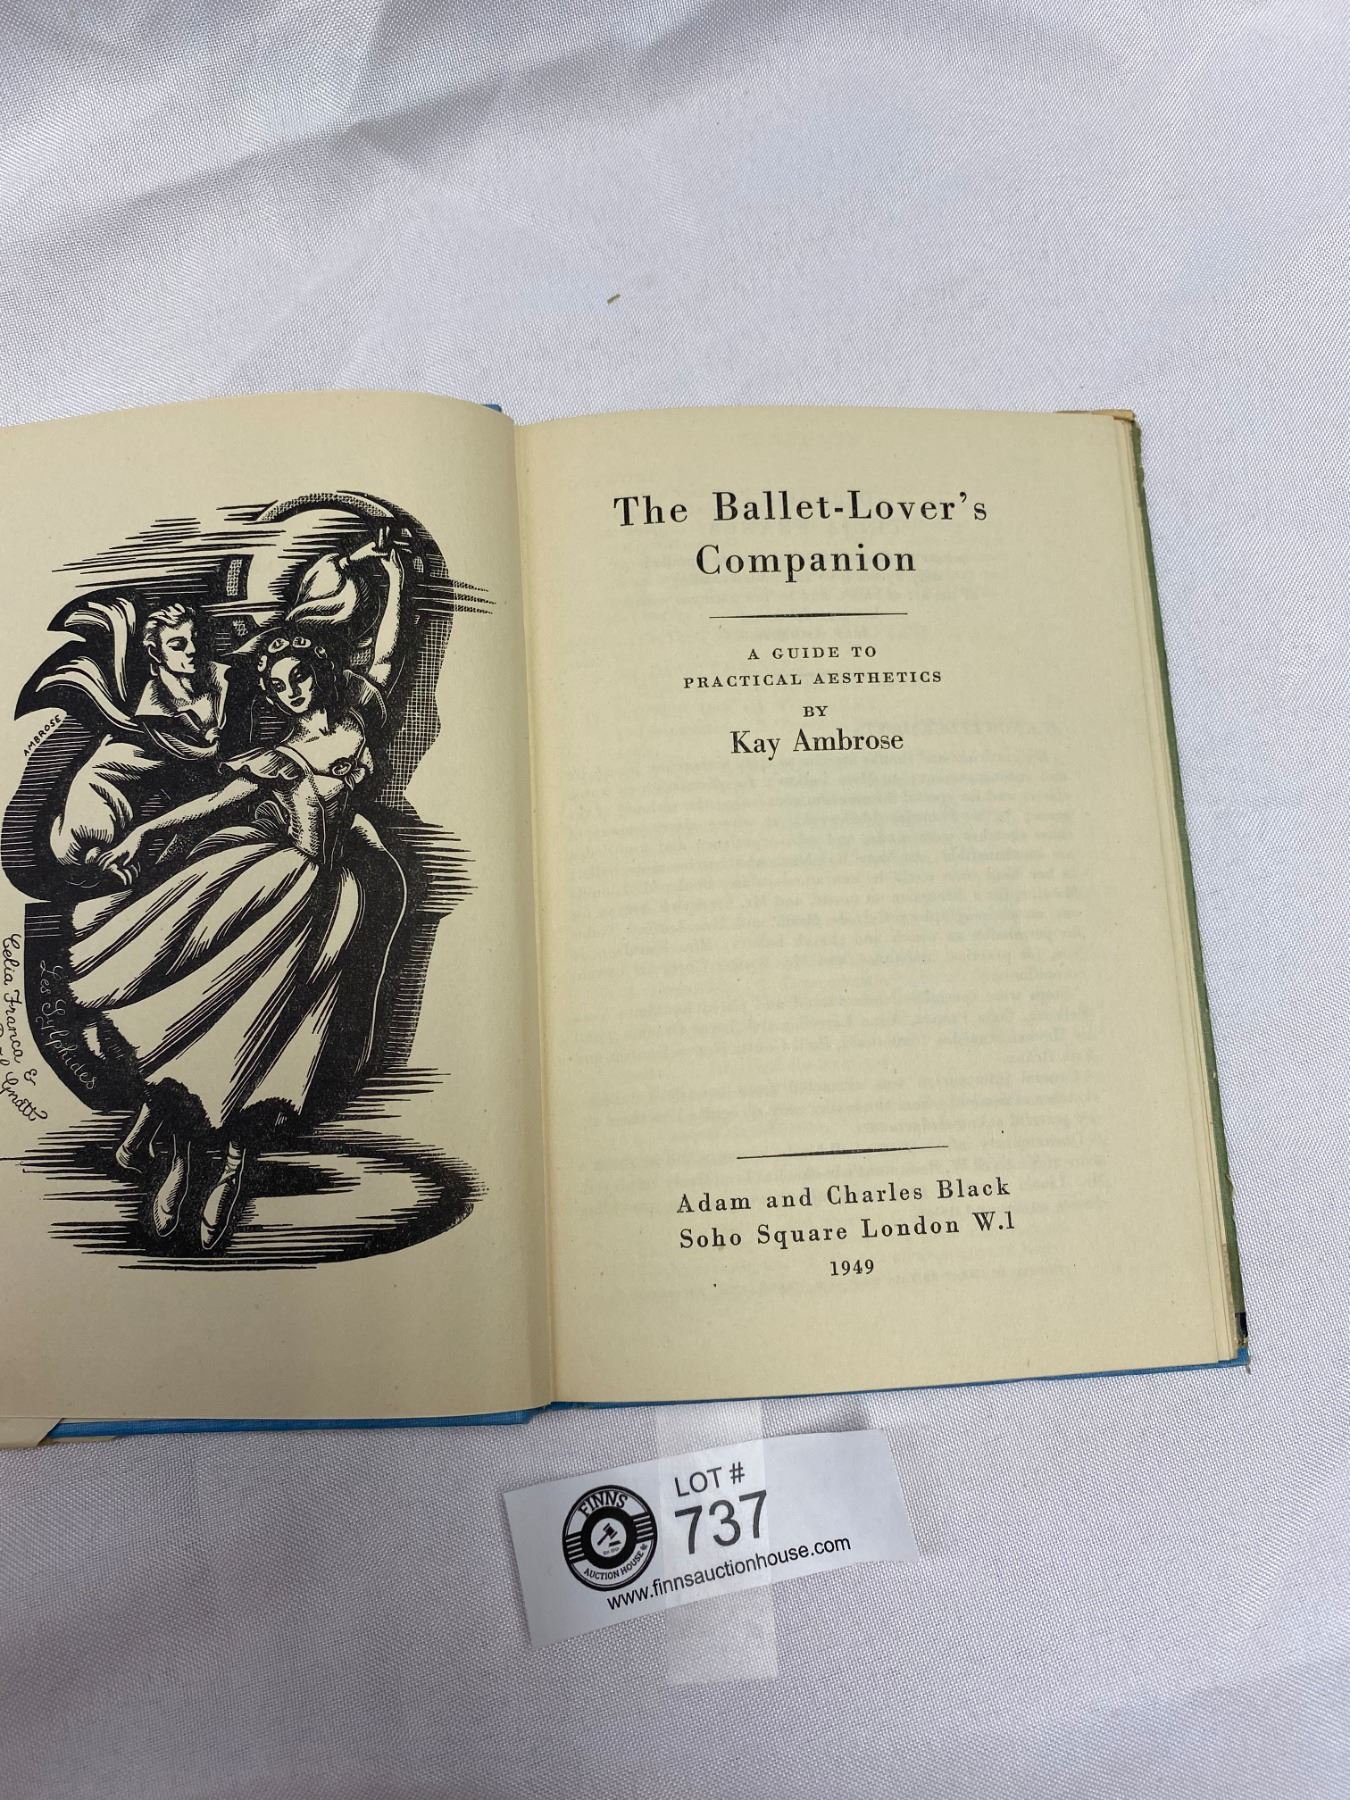 AMBROSE
Les Sylphides
Celia Franca &
The Ballet-Lover's
Companion
A GUIDE TO
PRACTICAL AESTHETICS
BY
Kay Ambrose
Adam and Charles Black
Soho Square London W.1
1949
FINNS
AUCTION HOUSE
LOT #
737
www.finnsauctionhouse.com